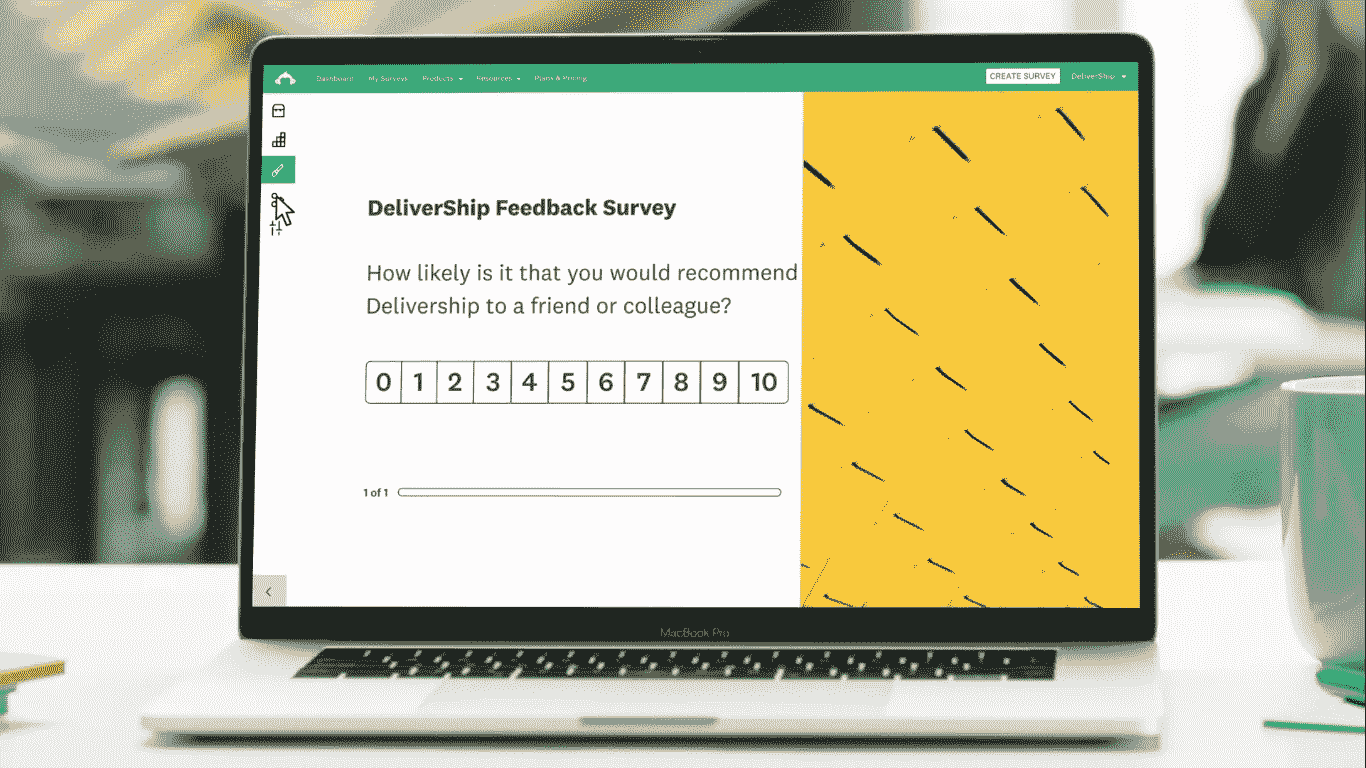 Dashboard My Surveys Products Resources Plans & Pricing CREATE SURVEY DeliverShip
DeliverShip Feedback Survey
How likely is it that you would recommend
Delivership to a friend or colleague?
0 1 2 3 4 5 6 7 8 9 10
1 of 1
MacBook Pro